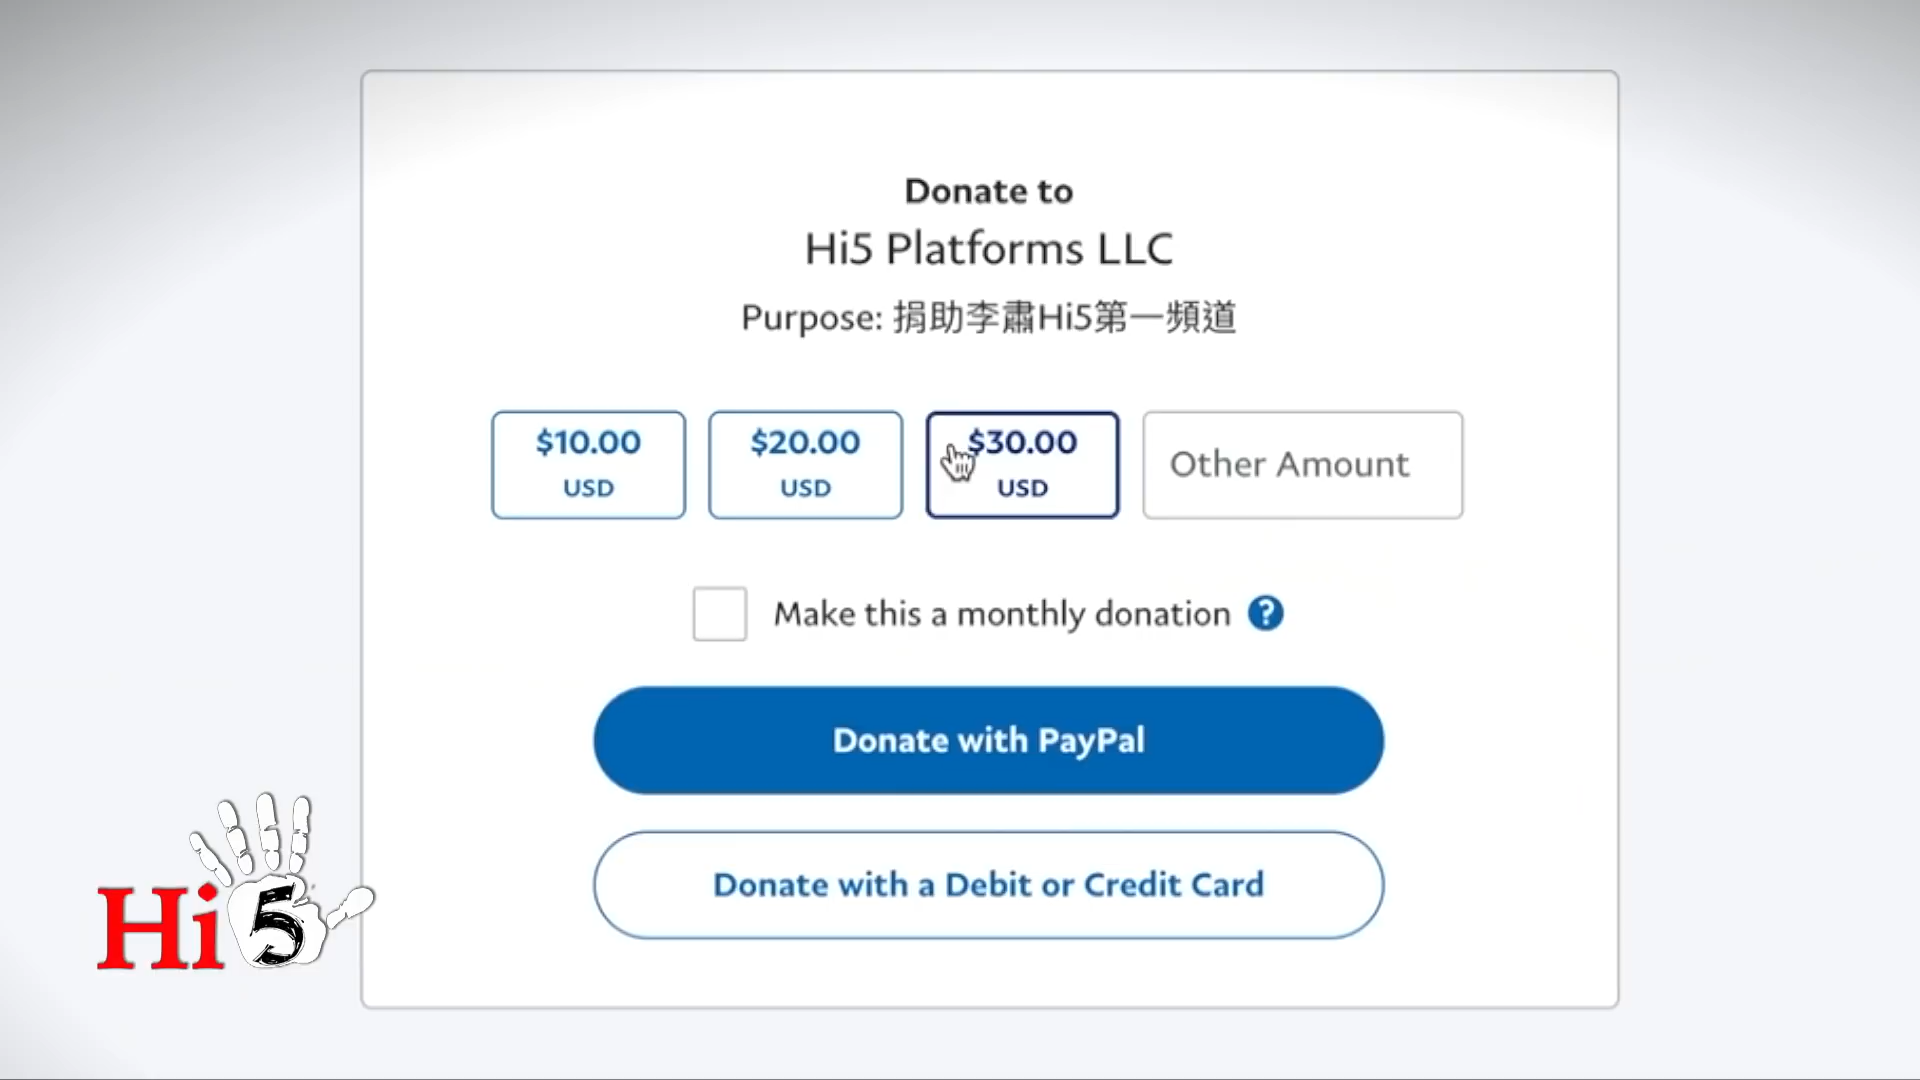 Donate to
Hi5 Platforms LLC
Purpose: 捐助李肅Hi5第一頻道
$10.00
USD
$20.00
USD
$30.00
USD
Other Amount
Make this a monthly donation ?
Donate with PayPal
Donate with a Debit or Credit Card
Hi5